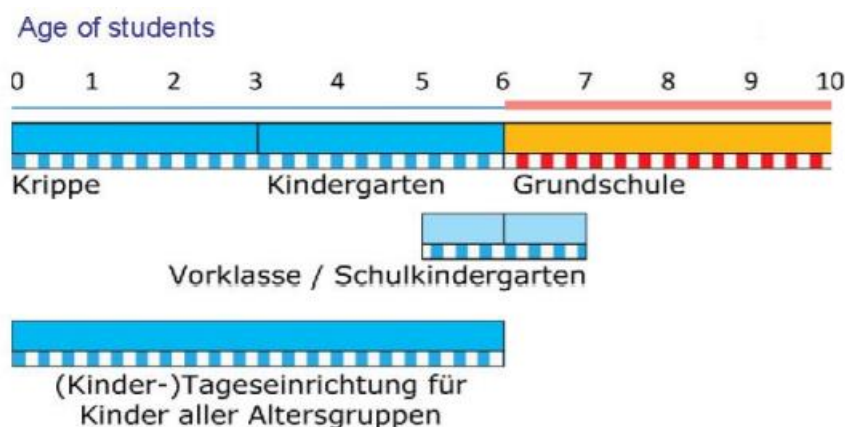 Age of students
0 1 2 3 4 5 6 7 8 9 10
Krippe Kindergarten Grundschule
Vorklasse / Schulkindergarten
(Kinder-)Tageseinrichtung für
Kinder aller Altersgruppen